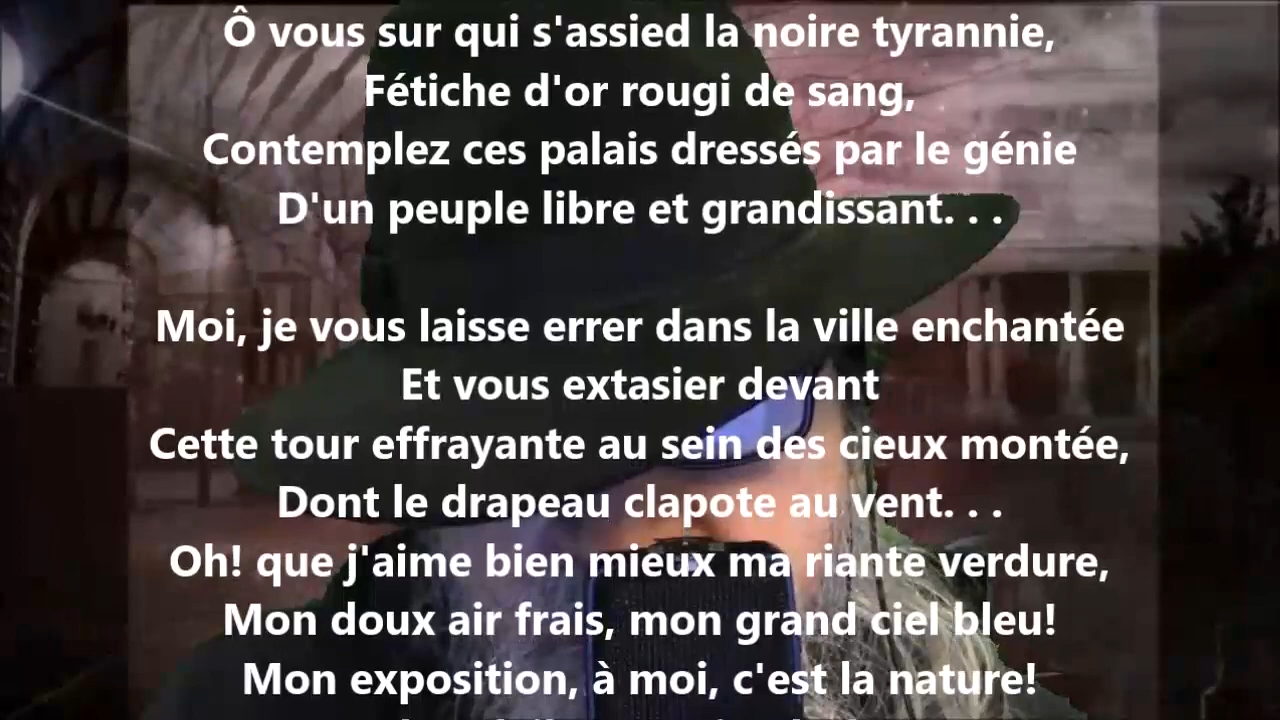 Ô vous sur qui s'assied la noire tyrannie,
Fétiche d'or rougi de sang,
Contemplez ces palais dressés par le génie
D'un peuple libre et grandissant. . .
Moi, je vous laisse errer dans la ville enchantée
Et vous extasier devant
Cette tour effrayante au sein des cieux montée,
Dont le drapeau clapote au vent. . .
Oh! que j'aime bien mieux ma riante verdure,
Mon doux air frais, mon grand ciel bleu!
Mon exposition, à moi, c'est la nature!